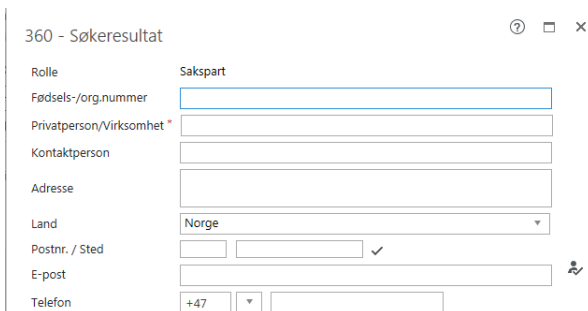 360 - Søkeresultat
Rolle Sakspart
Fødsels-/org.nummer
Privatperson/Virksomhet *
Kontaktperson
Adresse
Land Norge
Postnr. / Sted
E-post
Telefon +47